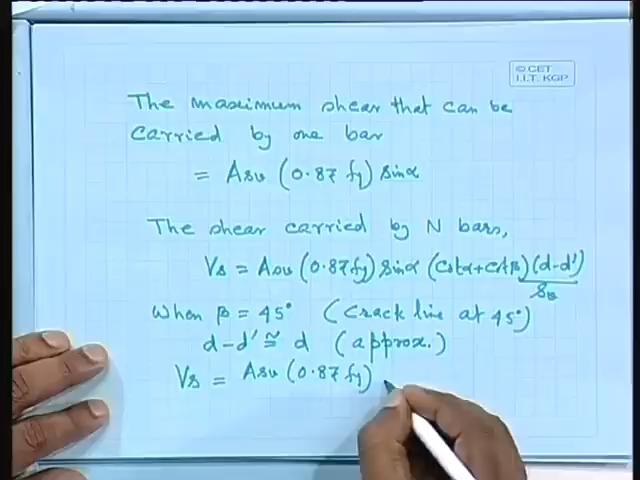 © CET
I.I.T. KGP
The maximum shear that can be
carried by one bar
= Asv (0.87 fy) sinα
The shear carried by N bars,
Vs = Asv (0.87fy) sinα (cotα+cotβ) (d-d')
Sv
When β = 45° (crack line at 45°)
d-d' ≅ d (approx.)
Vs = Asv (0.87 fy)